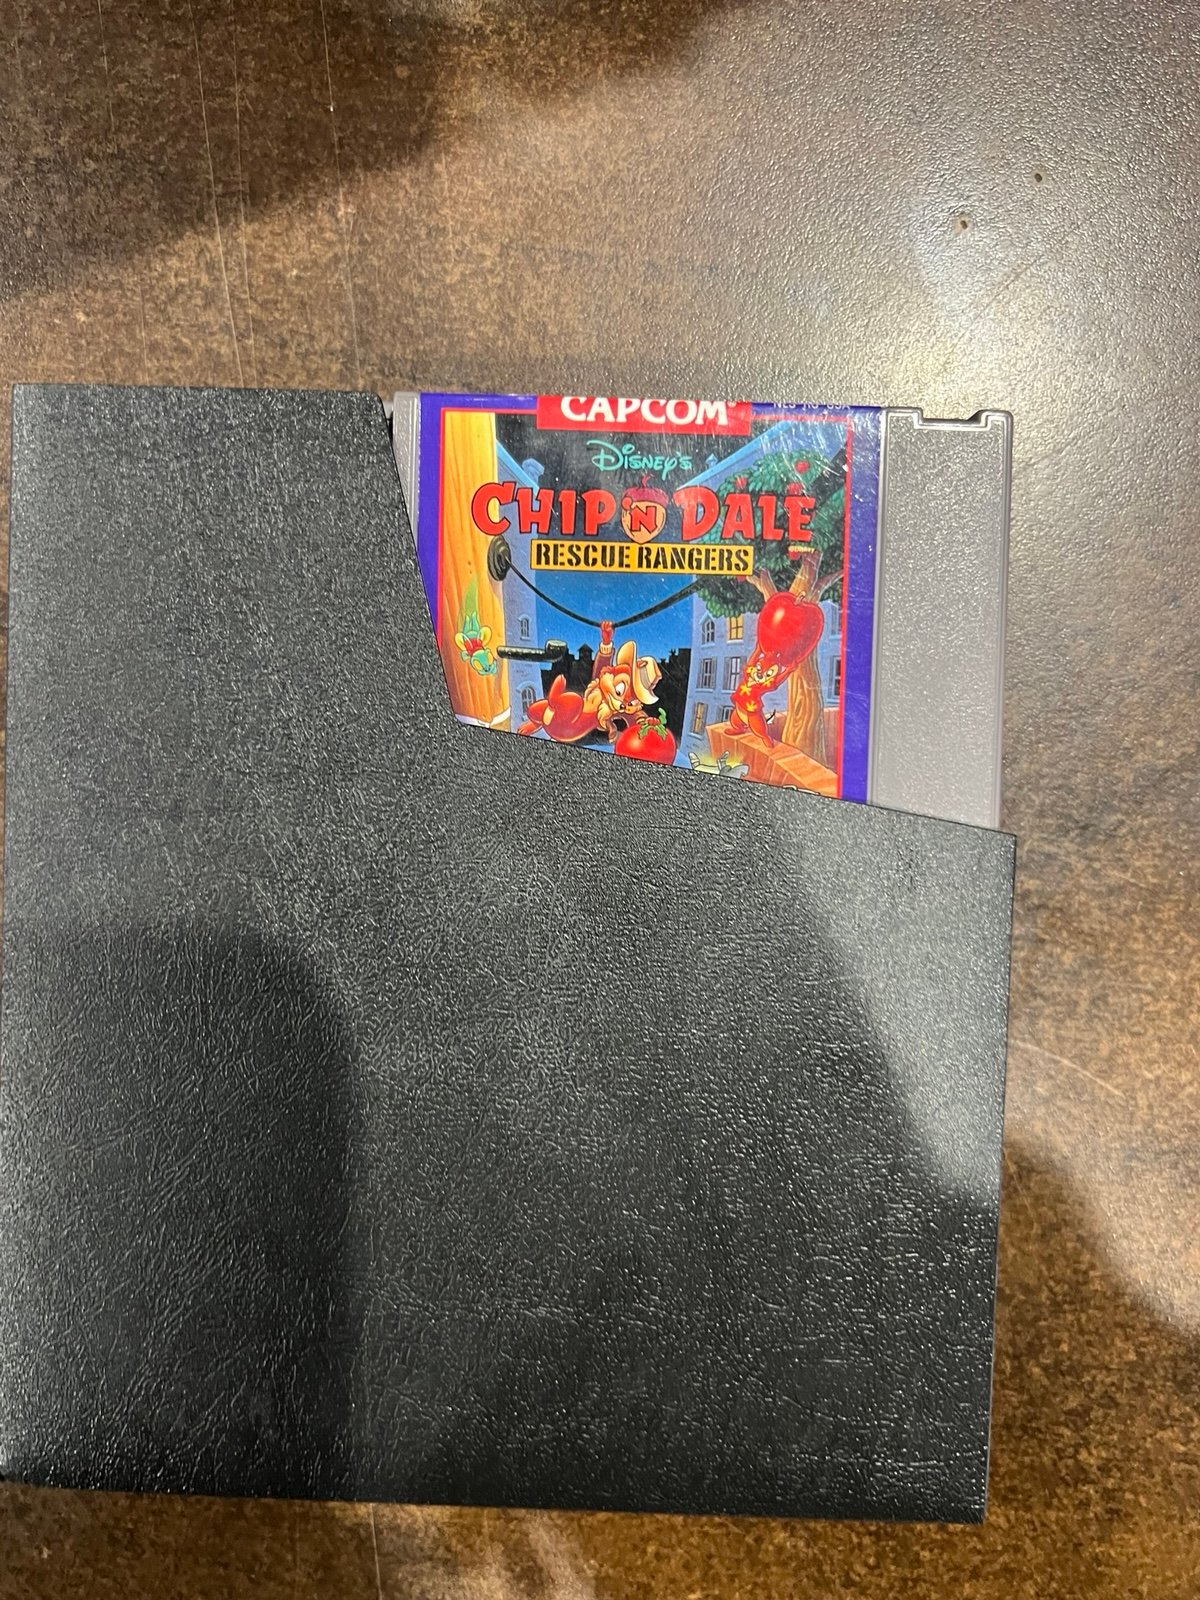 CAPCOM®
DISNEY'S
CHIP 'N DALE
RESCUE RANGERS